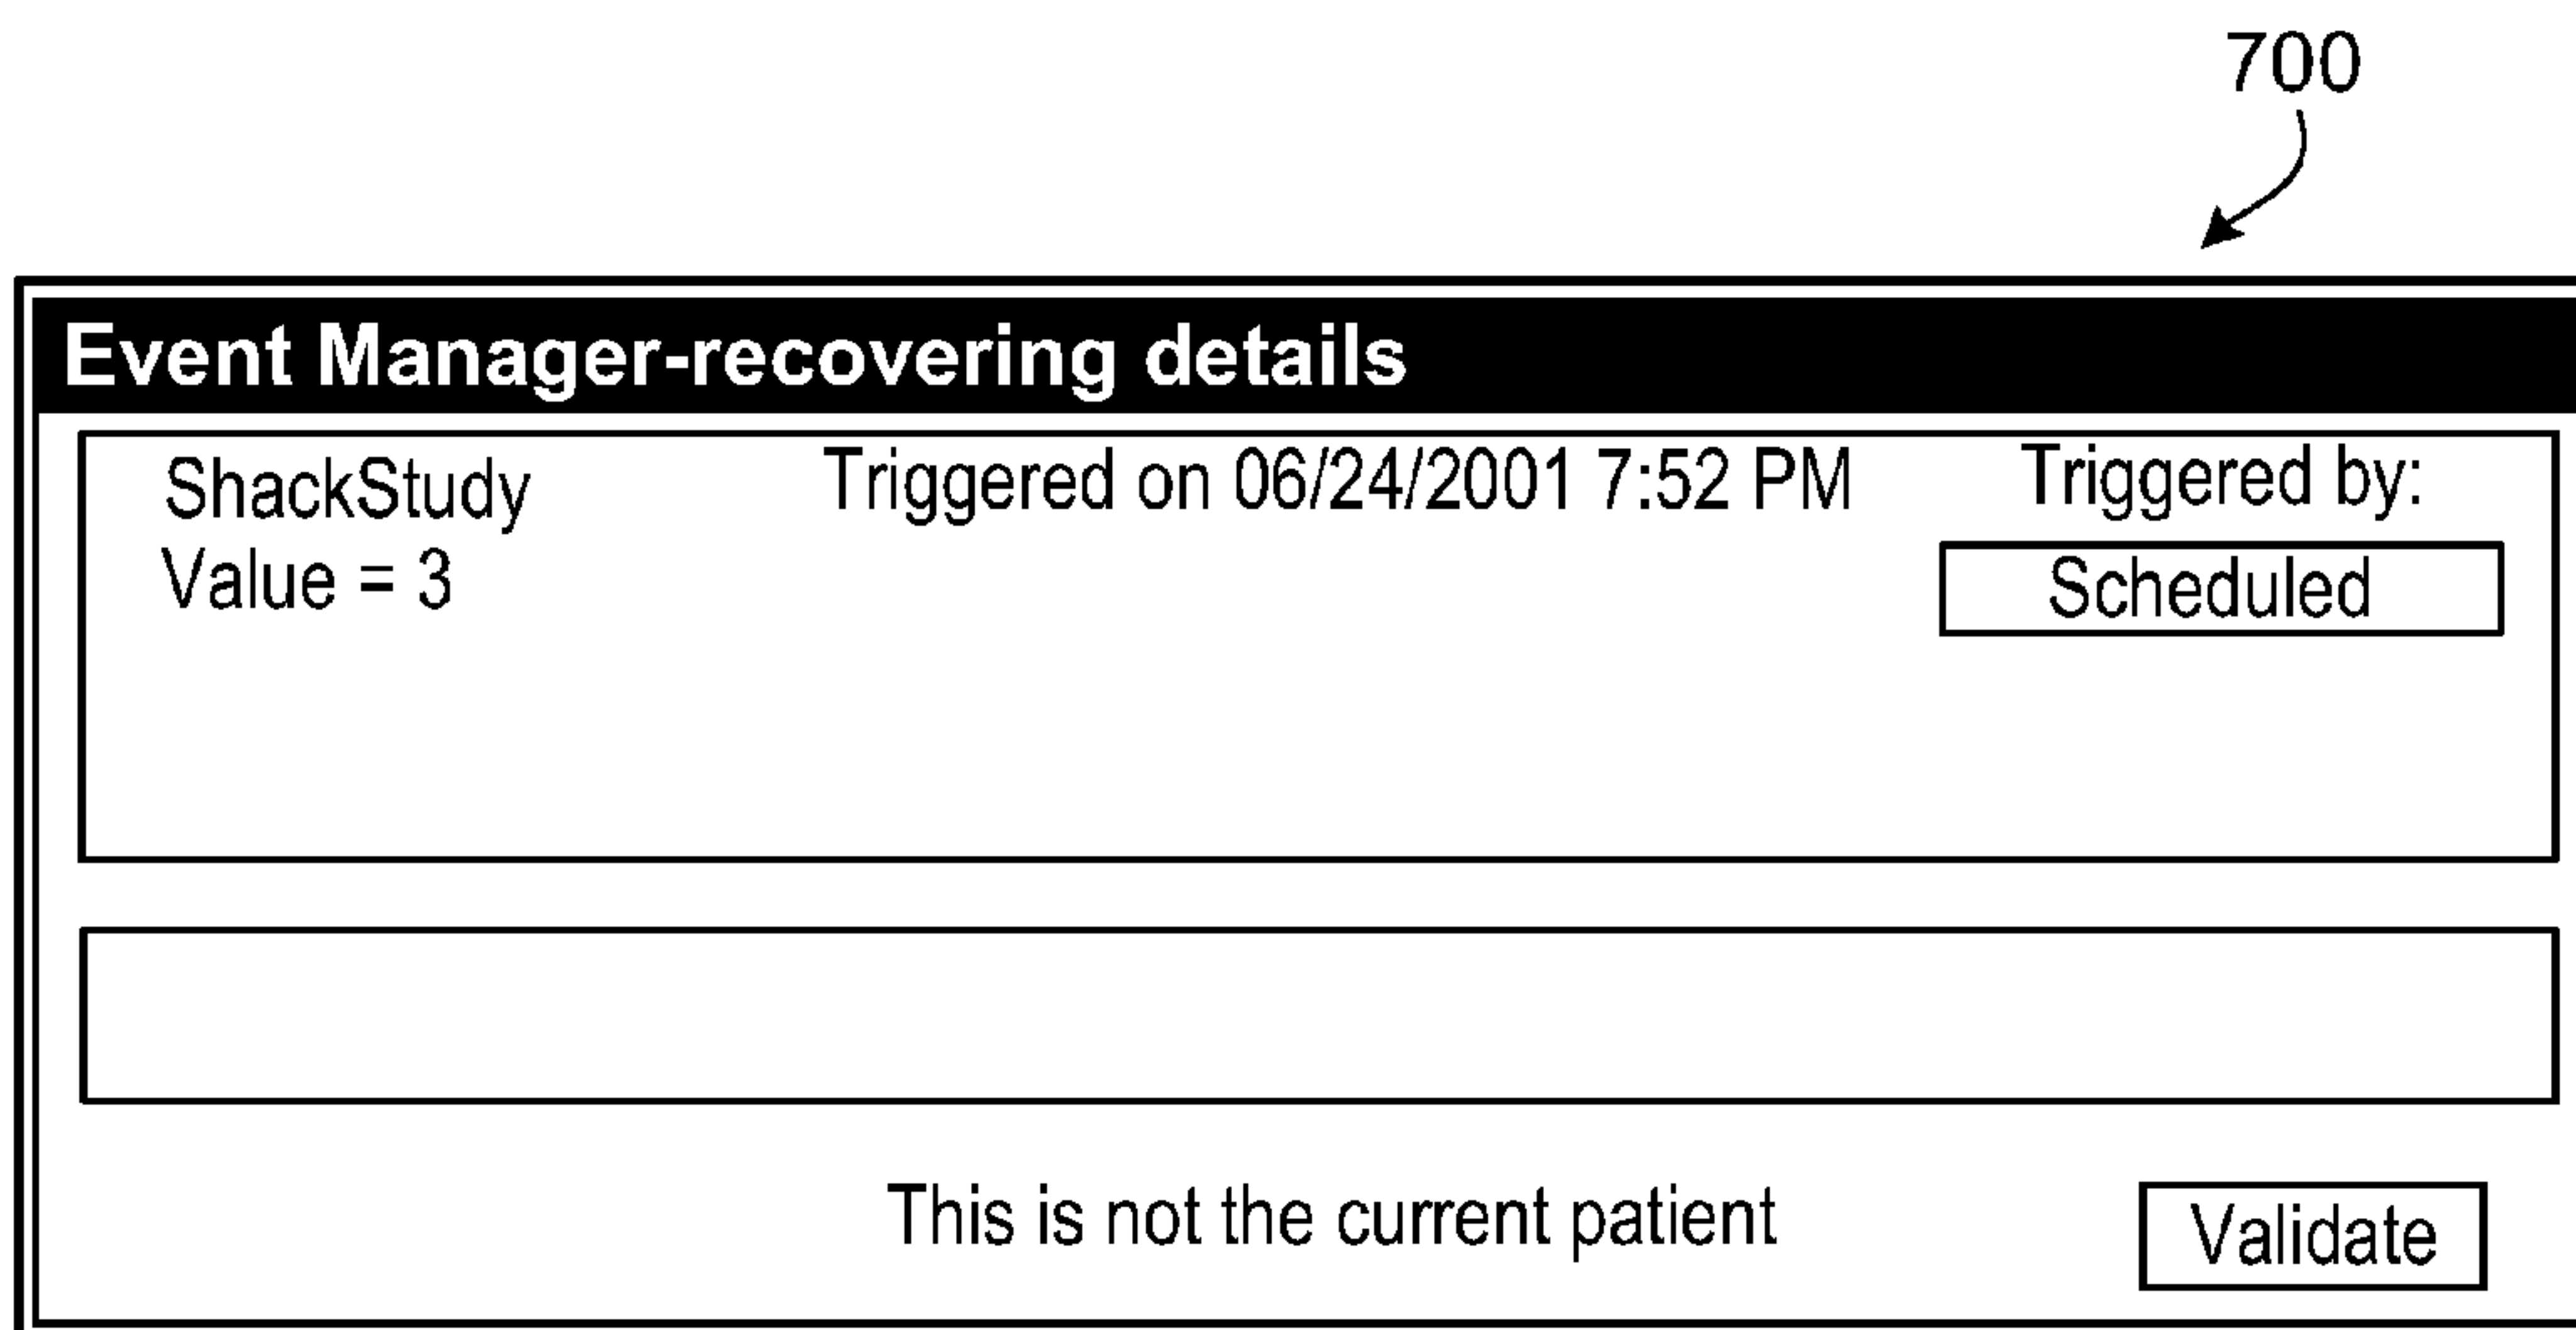 700
Event Manager-recovering details
ShackStudy
Triggered on 06/24/2001 7:52 PM
Triggered by:
Value = 3
Scheduled
This is not the current patient
Validate